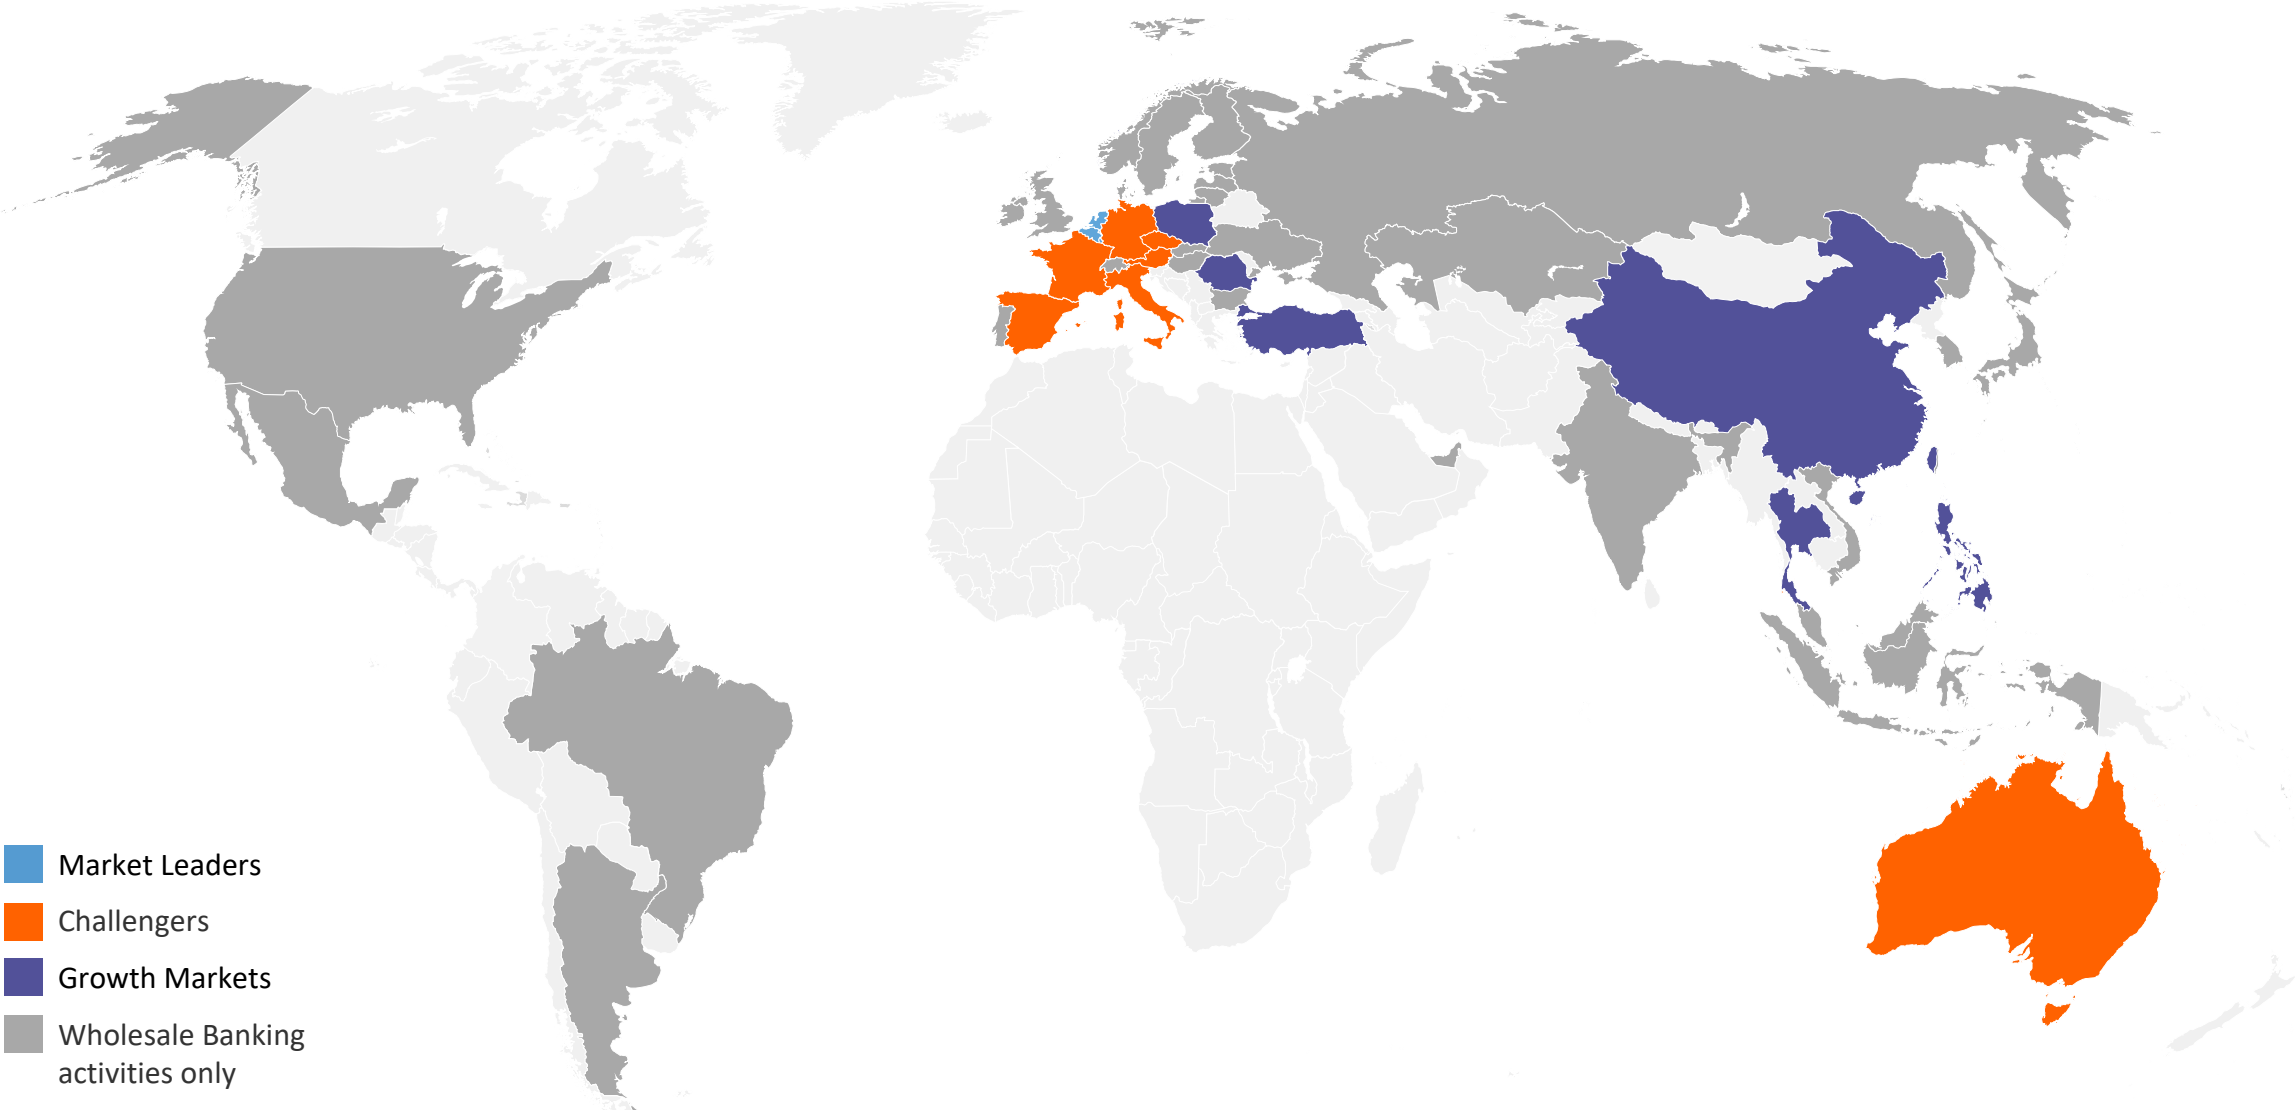 Market Leaders
Challengers
Growth Markets
Wholesale Banking
activities only